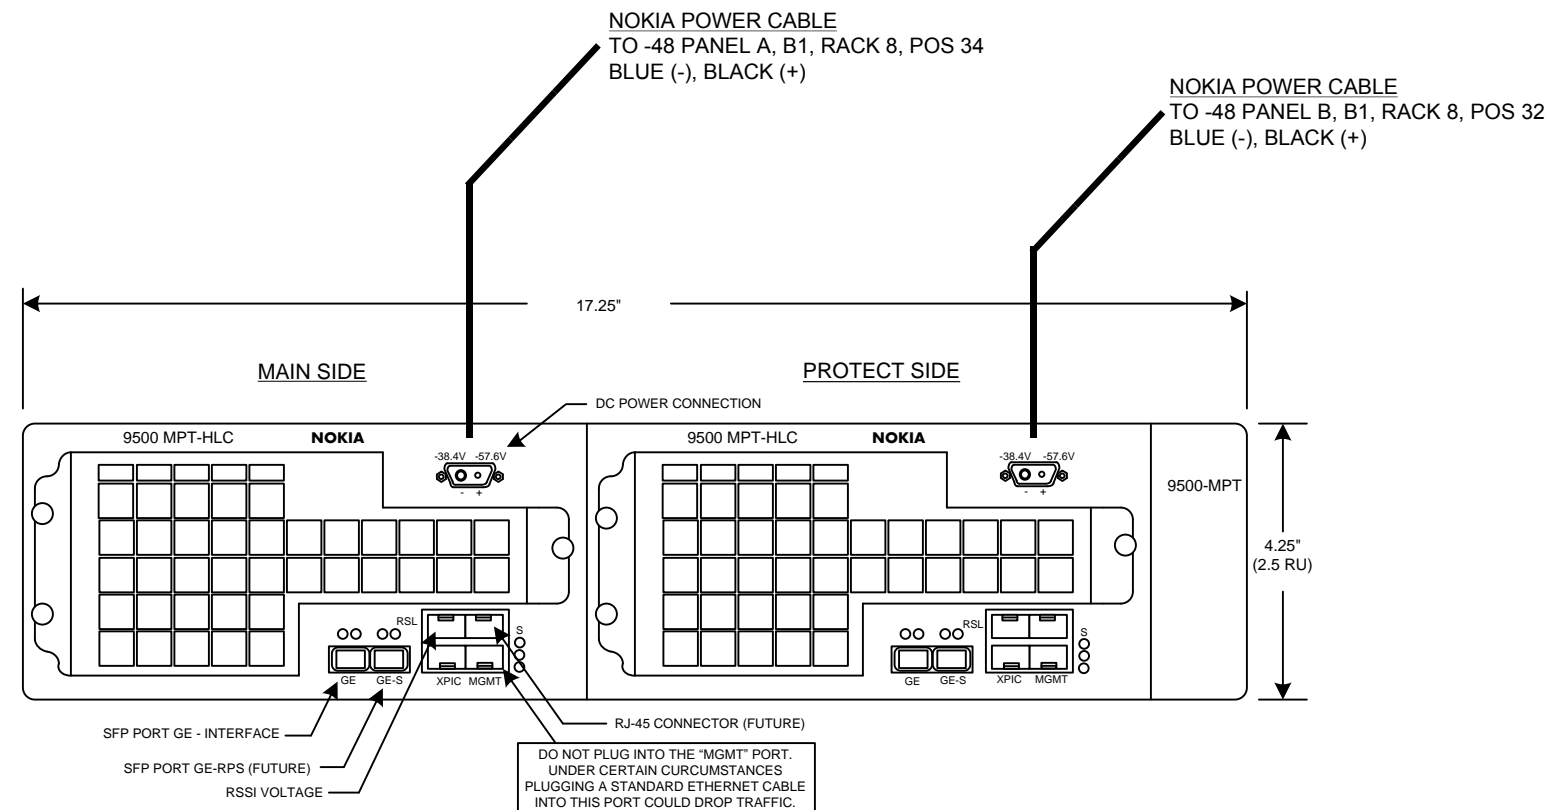 NOKIA POWER CABLE
TO -48 PANEL A, B1, RACK 8, POS 34
BLUE (-), BLACK (+)
NOKIA POWER CABLE
TO -48 PANEL B, B1, RACK 8, POS 32
BLUE (-), BLACK (+)
17.25"
MAIN SIDE
PROTECT SIDE
DC POWER CONNECTION
9500 MPT-HLC
NOKIA
-38.4V -57.6V
- +
9500 MPT-HLC
NOKIA
-38.4V -57.6V
- +
9500-MPT
4.25"
(2.5 RU)
RSL
S
GE
GE-S
XPIC MGMT
RSL
S
GE
GE-S
XPIC MGMT
SFP PORT GE - INTERFACE
SFP PORT GE-RPS (FUTURE)
RSSI VOLTAGE
RJ-45 CONNECTOR (FUTURE)
DO NOT PLUG INTO THE “MGMT” PORT.
UNDER CERTAIN CURCUMSTANCES
PLUGGING A STANDARD ETHERNET CABLE
INTO THIS PORT COULD DROP TRAFFIC.